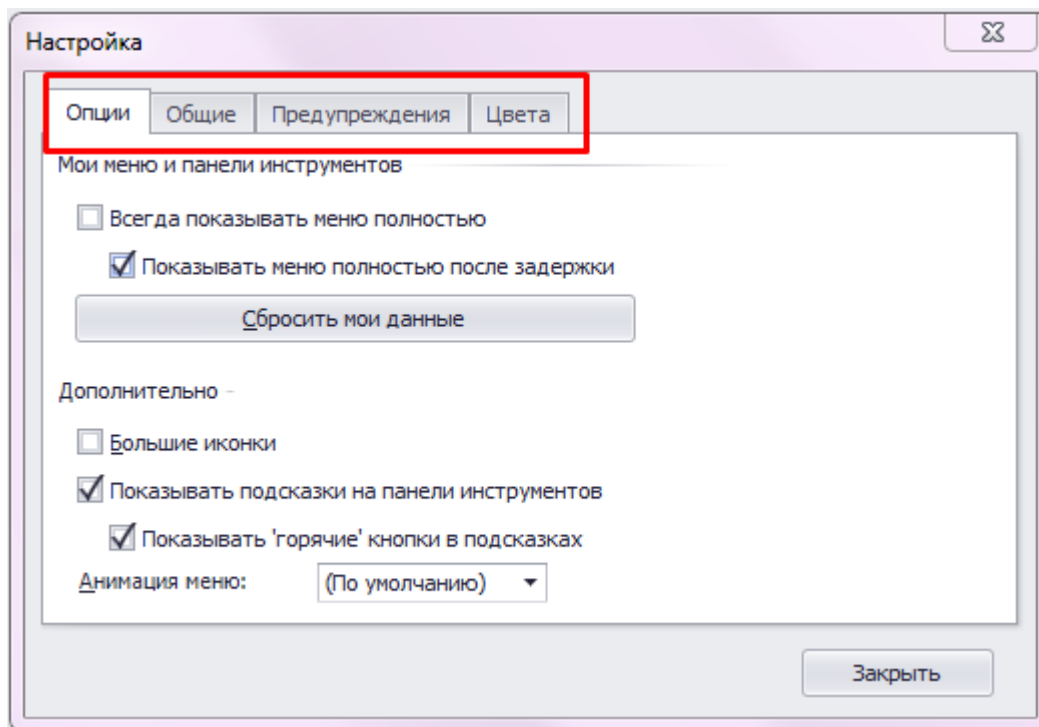 Настройка
Опции Общие Предупреждения Цвета
Мои меню и панели инструментов
Всегда показывать меню полностью
Показывать меню полностью после задержки
Сбросить мои данные
Дополнительно
Большие иконки
Показывать подсказки на панели инструментов
Показывать 'горячие' кнопки в подсказках
Анимация меню: (По умолчанию)
Закрыть